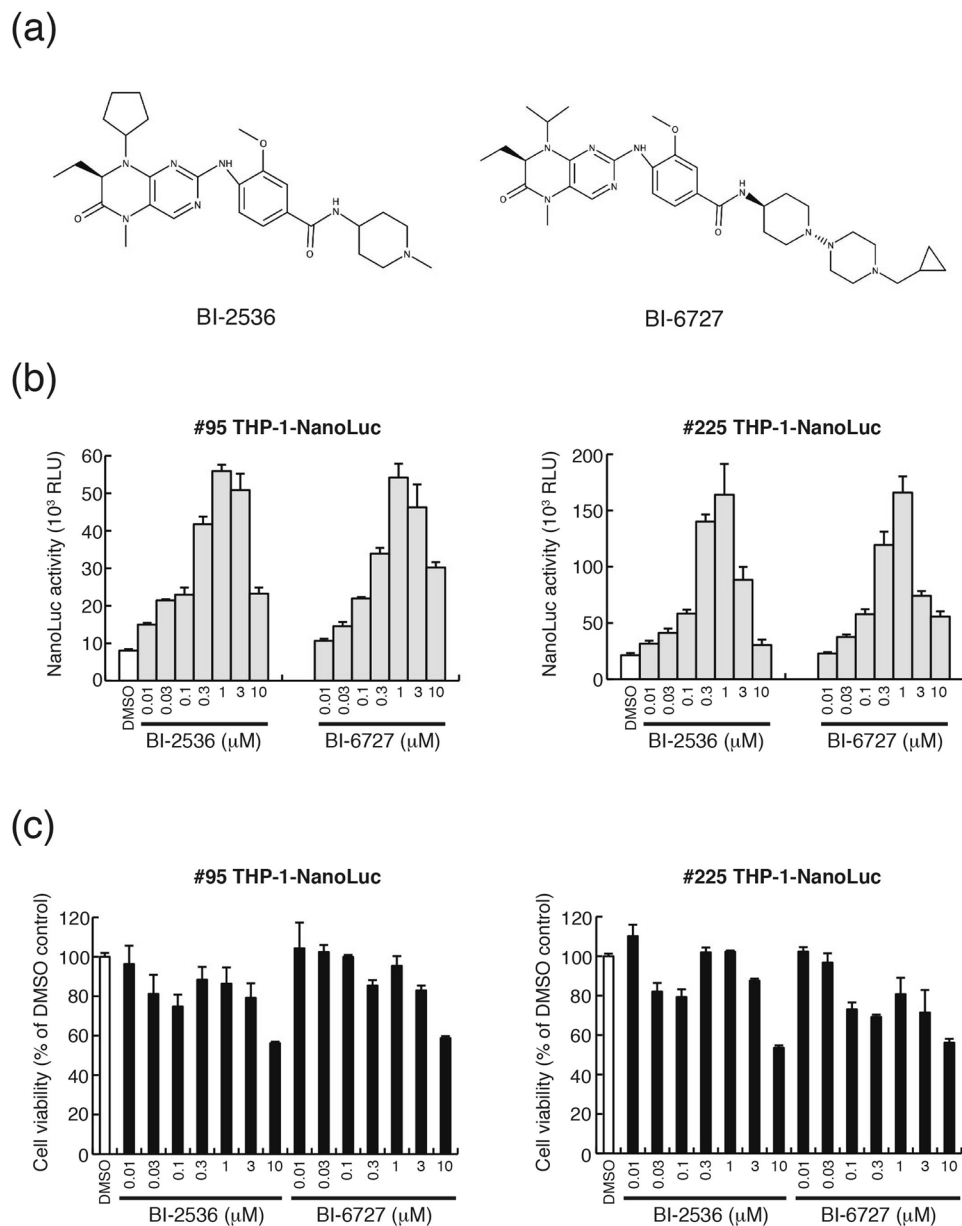 (a)
N
N
N
NH
O
O
N
N
O
H
N
N
BI-2536
N
N
N
NH
O
O
N
N
O
H
N
N
N
N
BI-6727
(b)
#95 THP-1-NanoLuc
NanoLuc activity (10³ RLU)
60
50
40
30
20
10
0
DMSO 0.01 0.03 0.1 0.3 1 3 10 0.01 0.03 0.1 0.3 1 3 10
BI-2536 (μM) BI-6727 (μM)
#225 THP-1-NanoLuc
NanoLuc activity (10³ RLU)
200
150
100
50
0
DMSO 0.01 0.03 0.1 0.3 1 3 10 0.01 0.03 0.1 0.3 1 3 10
BI-2536 (μM) BI-6727 (μM)
(c)
#95 THP-1-NanoLuc
Cell viability (% of DMSO control)
120
100
80
60
40
20
0
DMSO 0.01 0.03 0.1 0.3 1 3 10 0.01 0.03 0.1 0.3 1 3 10
BI-2536 (μM) BI-6727 (μM)
#225 THP-1-NanoLuc
Cell viability (% of DMSO control)
120
100
80
60
40
20
0
DMSO 0.01 0.03 0.1 0.3 1 3 10 0.01 0.03 0.1 0.3 1 3 10
BI-2536 (μM) BI-6727 (μM)